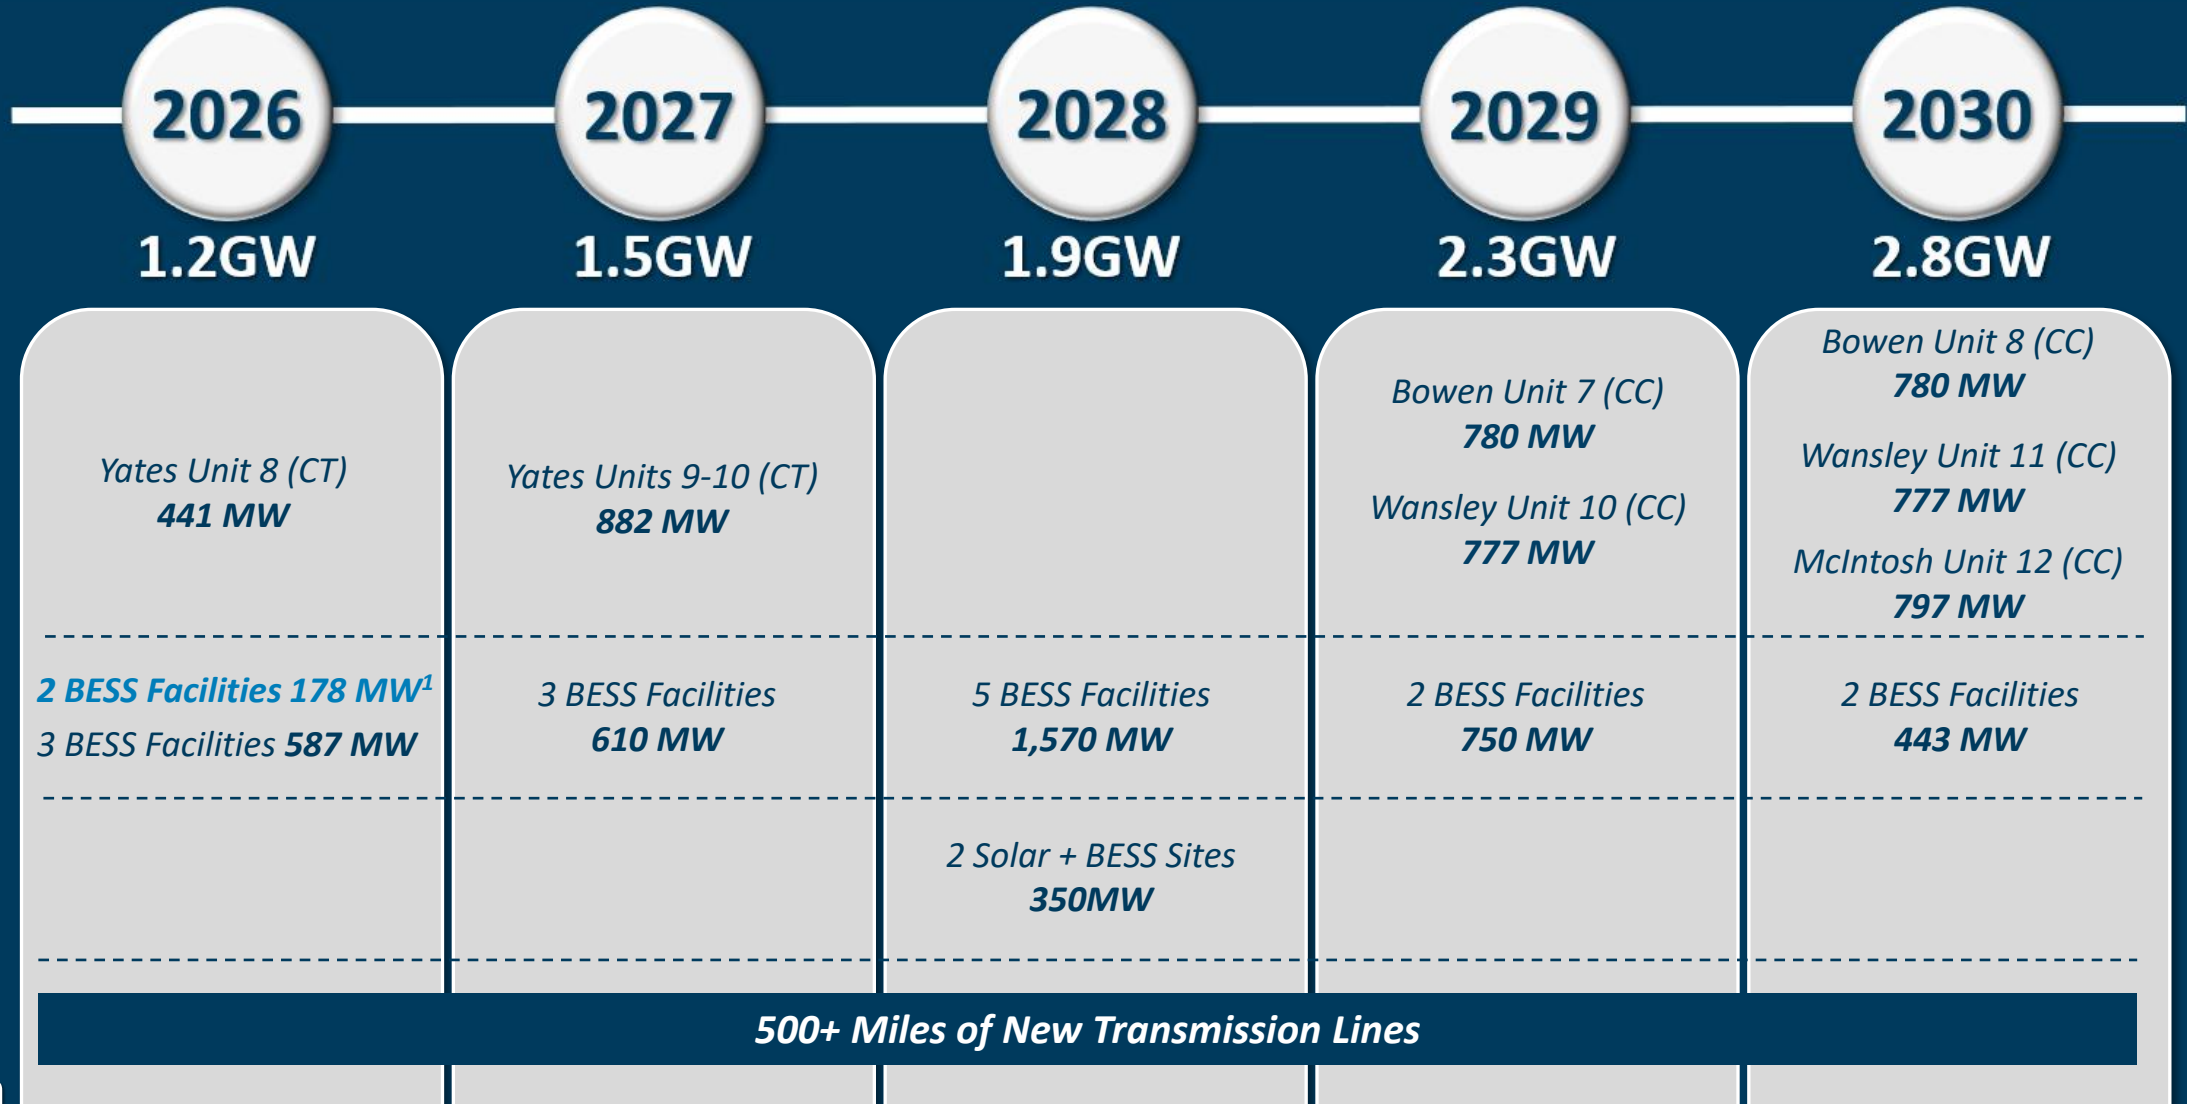 2026
1.2GW
Yates Unit 8 (CT)
441 MW
2 BESS Facilities 178 MW¹
3 BESS Facilities 587 MW
2027
1.5GW
Yates Units 9-10 (CT)
882 MW
3 BESS Facilities
610 MW
2028
1.9GW
5 BESS Facilities
1,570 MW
2 Solar + BESS Sites
350MW
2029
2.3GW
Bowen Unit 7 (CC)
780 MW
Wansley Unit 10 (CC)
777 MW
2 BESS Facilities
750 MW
2030
2.8GW
Bowen Unit 8 (CC)
780 MW
Wansley Unit 11 (CC)
777 MW
McIntosh Unit 12 (CC)
797 MW
2 BESS Facilities
443 MW
500+ Miles of New Transmission Lines